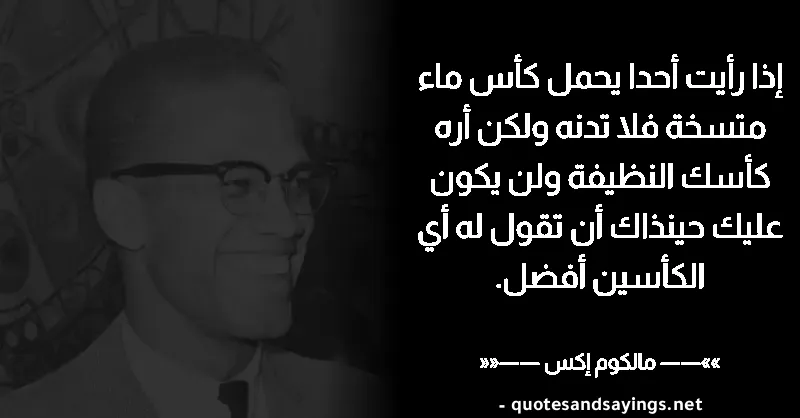 إذا رأيت أحدا يحمل كأس ماء
متسخة فلا تدنه ولكن أره
كأسك النظيفة ولن يكون
عليك حينذاك أن تقول له أي
الكأسين أفضل.
»»—— مالكوم إكس ——««
- quotesandsayings.net